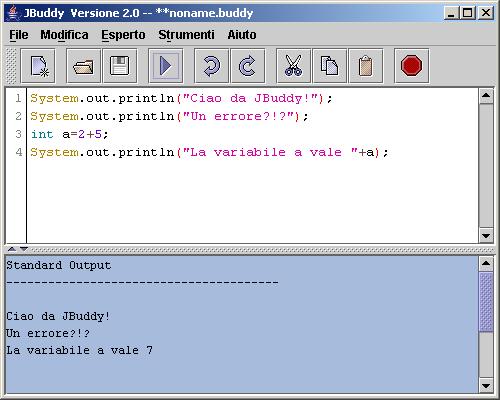 JBuddy Versione 2.0 -- **noname.buddy
File Modifica Esperto Strumenti Aiuto
1 System.out.println("Ciao da JBuddy!");
2 System.out.println("Un errore?!?");
3 int a=2+5;
4 System.out.println("La variabile a vale "+a);
Standard Output
---------------------------------------
Ciao da JBuddy!
Un errore?!?
La variabile a vale 7